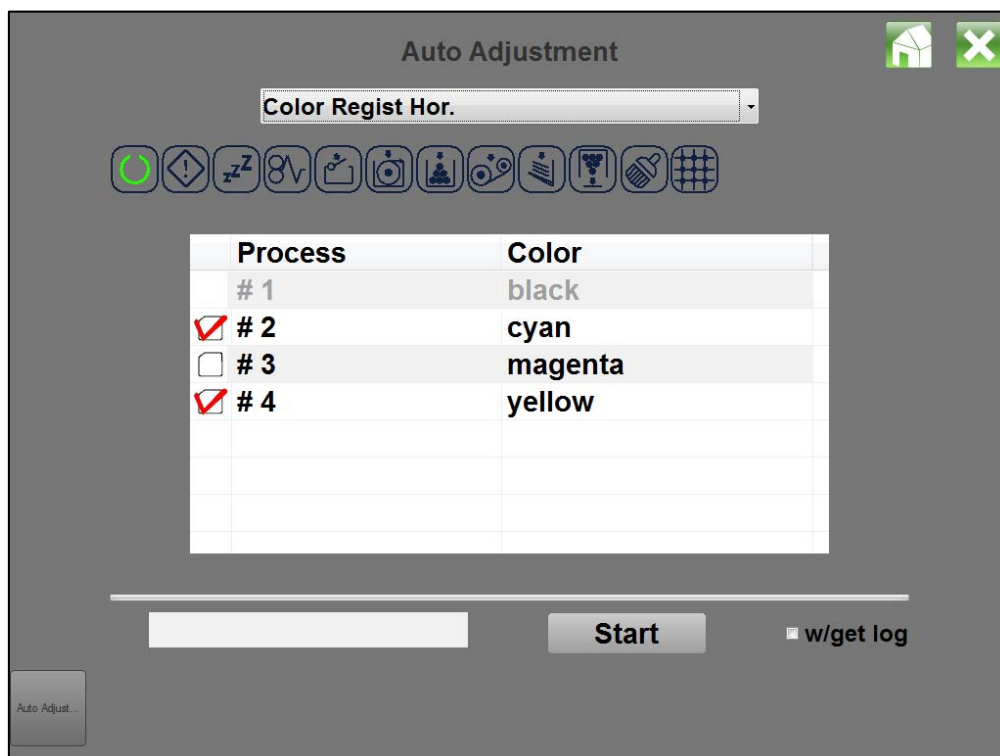 Auto Adjustment
Color Regist Hor.
zzZ
Process Color
# 1 black
# 2 cyan
# 3 magenta
# 4 yellow
Start
w/get log
Auto Adjust...